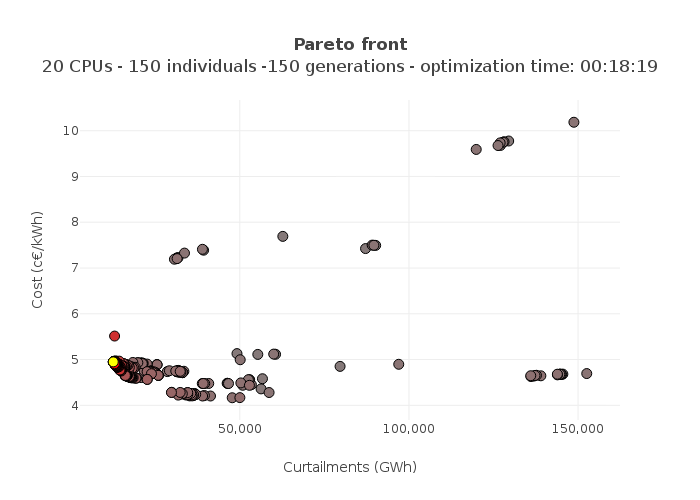 Pareto front
20 CPUs - 150 individuals -150 generations - optimization time: 00:18:19
10
9
8
7
6
5
4
Cost (c€/kWh)
50,000
100,000
150,000
Curtailments (GWh)